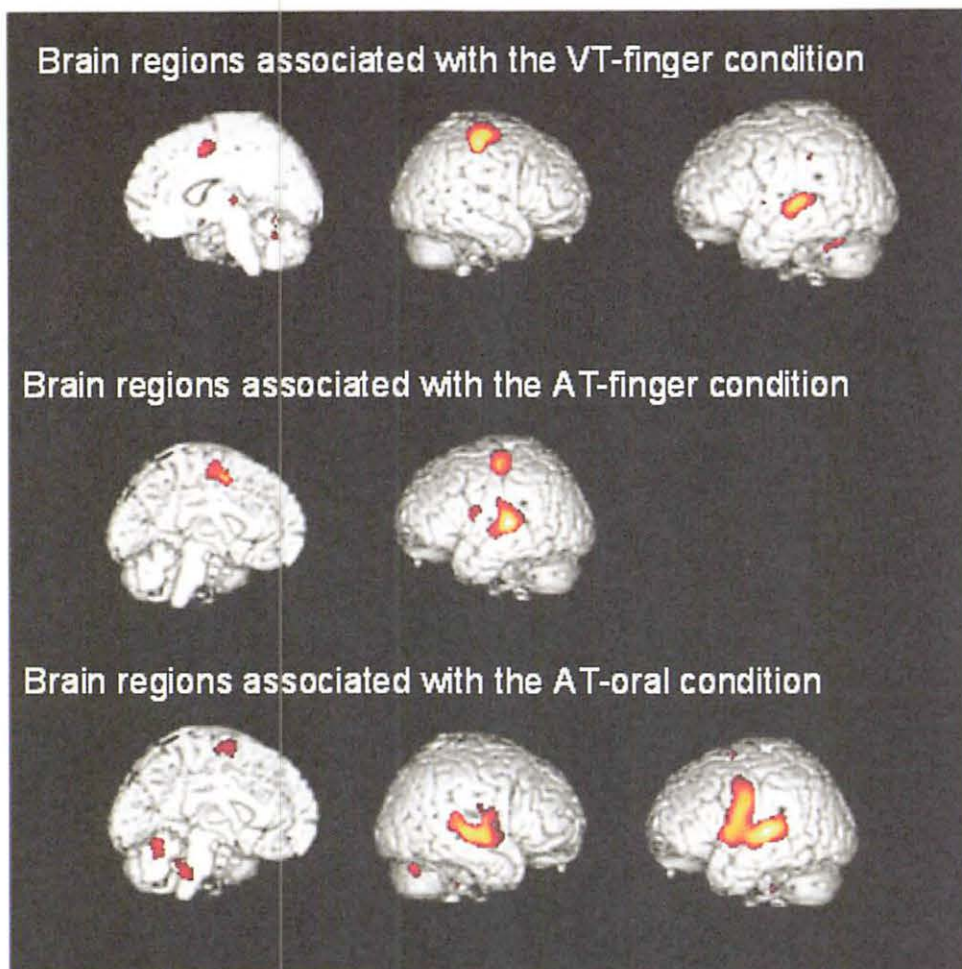 Brain regions associated with the VT-finger condition
Brain regions associated with the AT-finger condition
Brain regions associated with the AT-oral condition